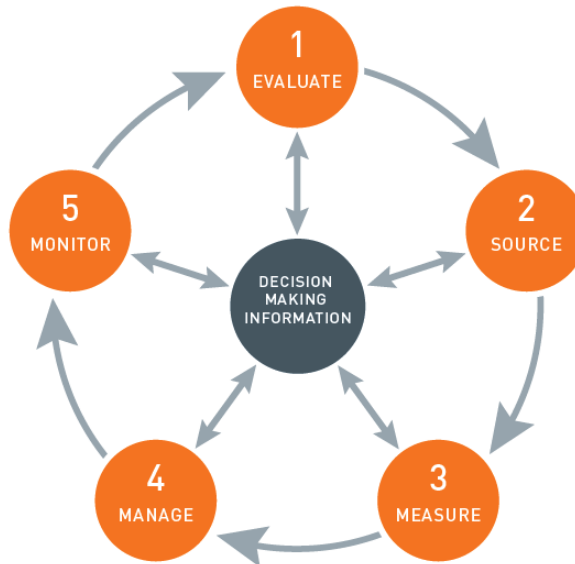 1
EVALUATE
2
SOURCE
3
MEASURE
4
MANAGE
5
MONITOR
DECISION
MAKING
INFORMATION